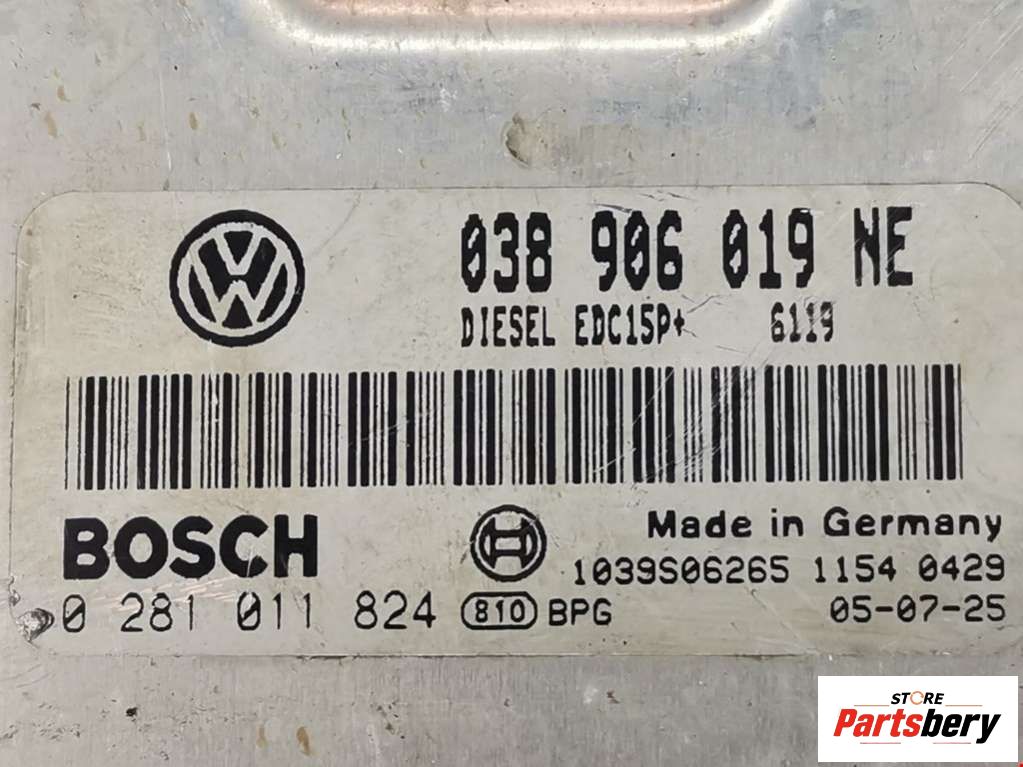 038 906 019 NE
DIESEL EDC15P+ 6119
BOSCH
Made in Germany
1039S06265 1154 0429
0 281 011 824 810 BPG 05-07-25
STORE
Partsbery